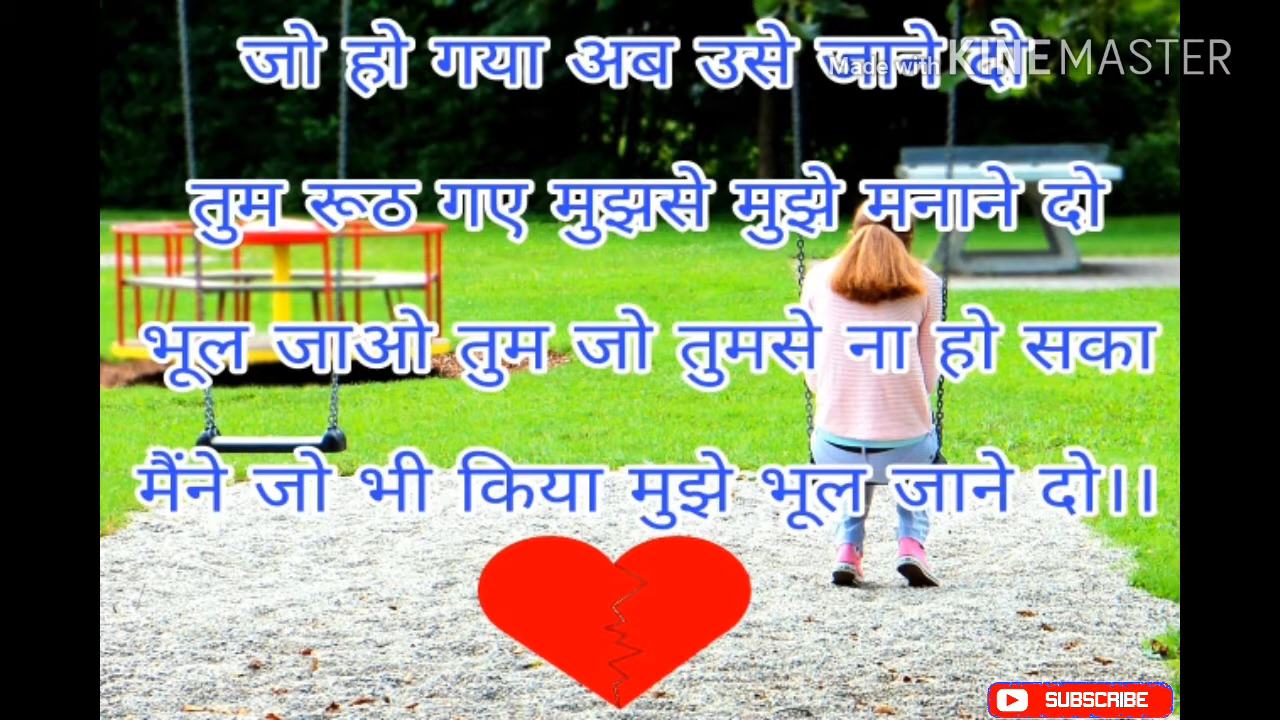 जो हो गया अब उसे जाने दो
Made with KINEMASTER
तुम रूठ गए मुझसे मुझे मनाने दो
भूल जाओ तुम जो तुमसे ना हो सका
मैंने जो भी किया मुझे भूल जाने दो।।
SUBSCRIBE